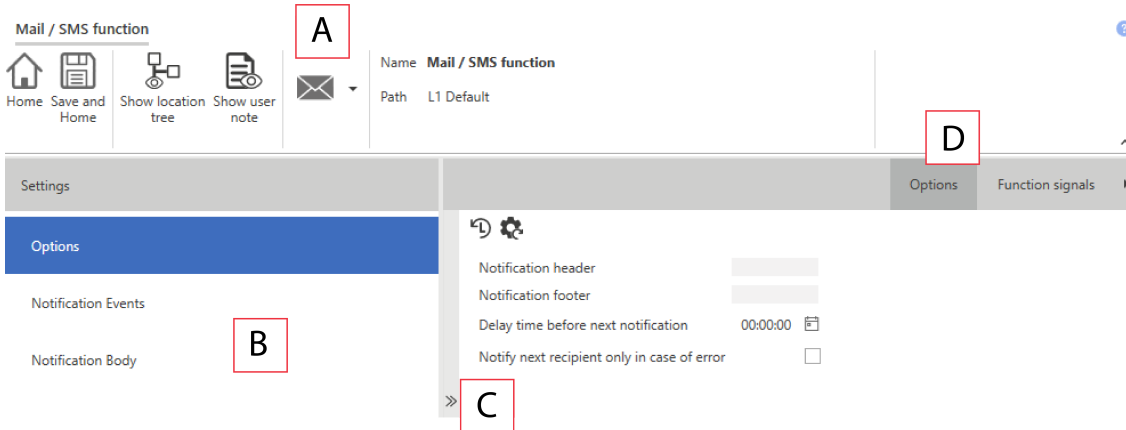 Mail / SMS function
A
?
Name Mail / SMS function
Home Save and Home
Show location tree
Show user note
Path L1 Default
D
Settings
Options Function signals
Options
Notification header
Notification footer
Notification Events
Delay time before next notification 00:00:00
B
Notification Body
Notify next recipient only in case of error
C